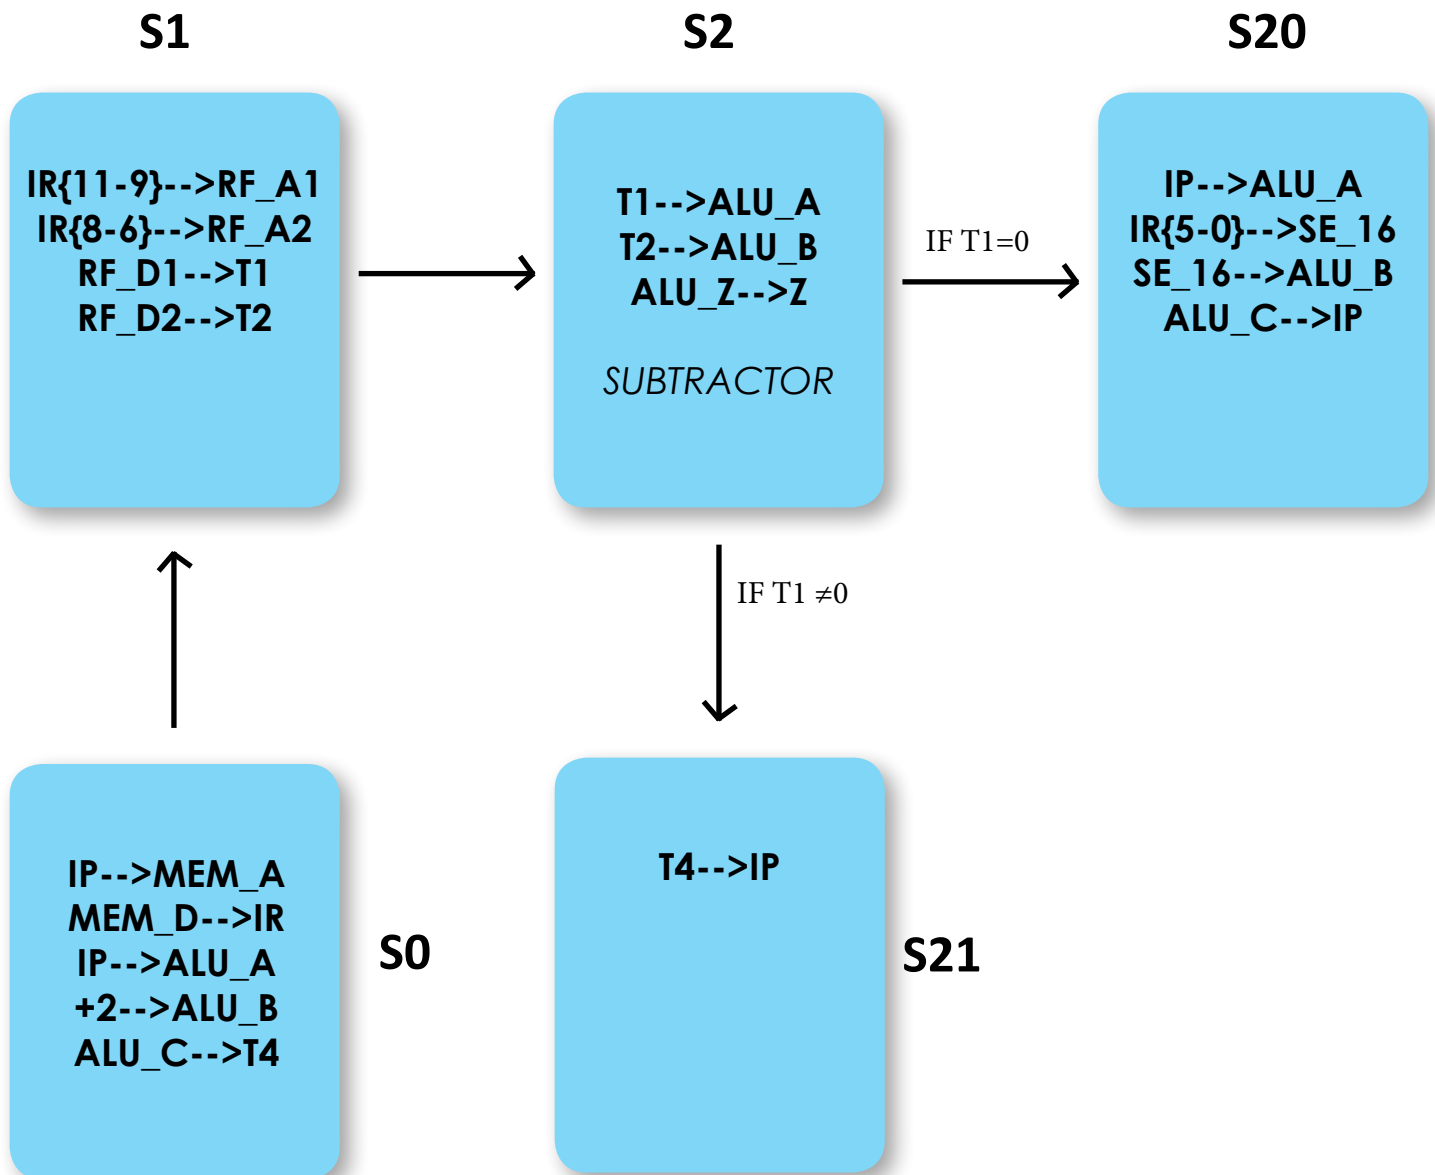 S1
IR{11-9}-->RF_A1
IR{8-6}-->RF_A2
RF_D1-->T1
RF_D2-->T2
S2
T1-->ALU_A
T2-->ALU_B
ALU_Z-->Z
SUBTRACTOR
IF T1=0
S20
IP-->ALU_A
IR{5-0}-->SE_16
SE_16-->ALU_B
ALU_C-->IP
IF T1 ≠0
IP-->MEM_A
MEM_D-->IR
IP-->ALU_A
+2-->ALU_B
ALU_C-->T4
S0
T4-->IP
S21